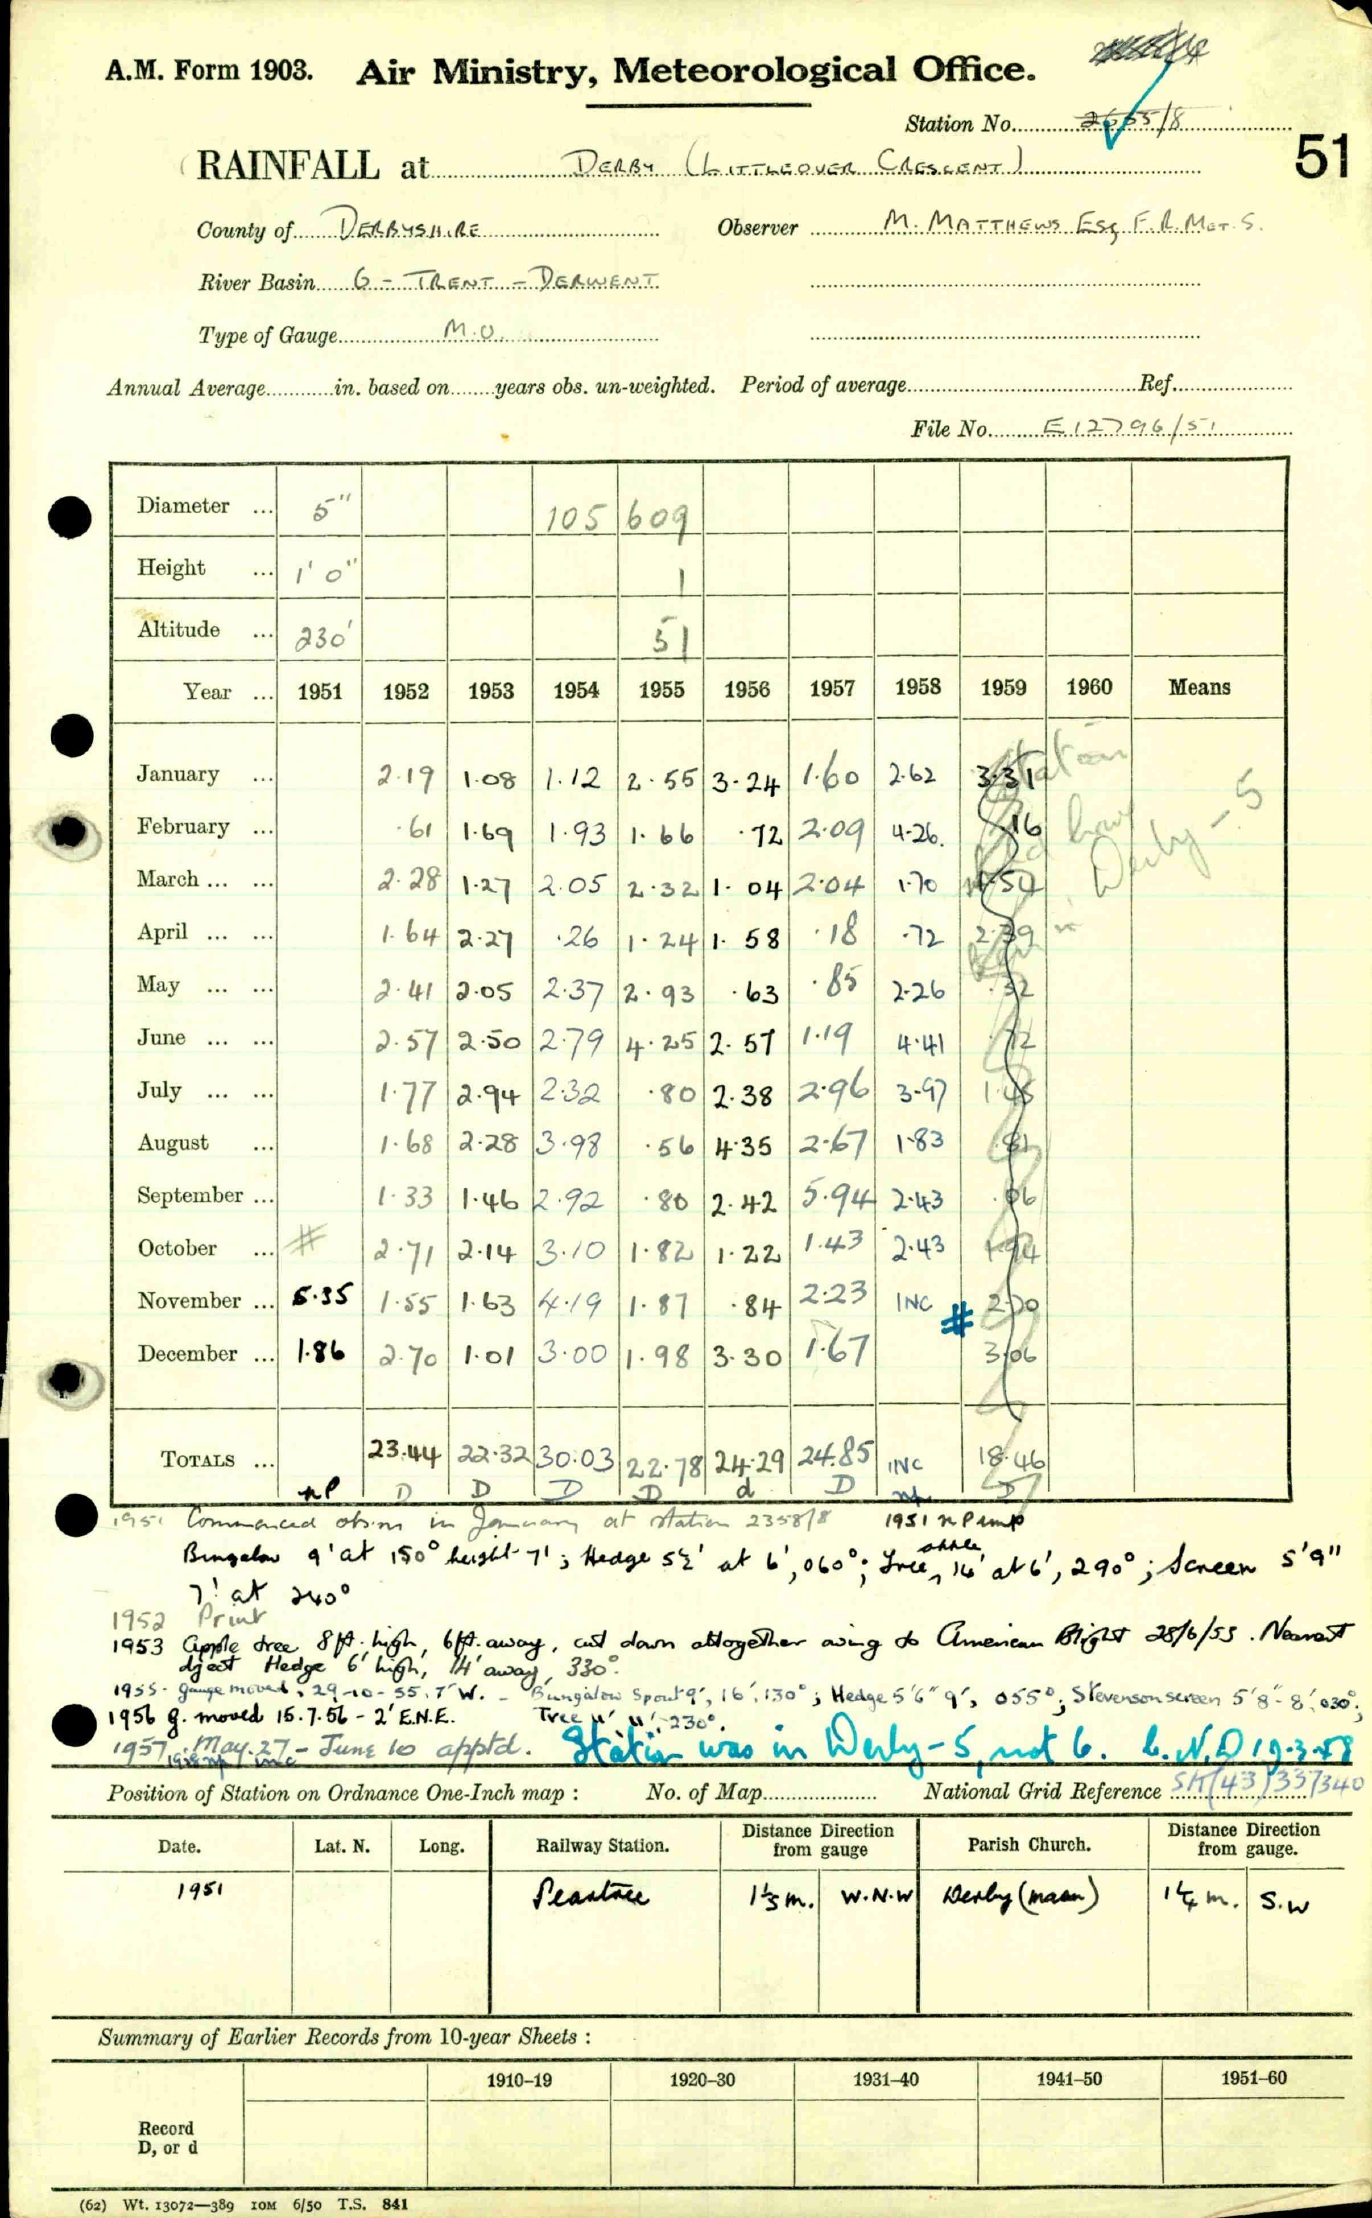 A.M. Form 1903. Air Ministry, Meteorological Office.
Station No. 2655/8
51
RAINFALL at DERBY (LITTLEOVER CRESCENT)
County of DERBYSHIRE Observer M. MATTHEWS Esq F.R.Met.S.
River Basin 6 - TRENT - DERWENT
Type of Gauge M.O.
Annual Average in. based on years obs. un-weighted. Period of average Ref.
File No. E12796/51
Diameter ... 5" 105 609
Height ... 1' 0" 1
Altitude ... 230' 51
Year ... 1951 1952 1953 1954 1955 1956 1957 1958 1959 1960 Means
January ... 2.19 1.08 1.12 2.55 3.24 1.60 2.62 3.31
February ... .61 1.69 1.93 1.66 .72 2.09 4.26. .16
March ... ... 2.28 1.27 2.05 2.32 1.04 2.04 1.70 1.54
April ... ... 1.64 2.27 .26 1.24 1.58 .18 .72 2.39
May ... ... 2.41 2.05 2.37 2.93 .63 .85 2.26 .32
June ... ... 2.57 2.50 2.79 4.25 2.57 1.19 4.41 .72
July ... ... 1.77 2.94 2.32 .80 2.38 2.96 3.97 1.45
August ... 1.68 2.28 3.98 .56 4.35 2.67 1.83 .81
September ... 1.33 1.46 2.92 .80 2.42 5.94 2.43 .06
October ... # 2.71 2.14 3.10 1.82 1.22 1.43 2.43 1.94
November ... 5.35 1.55 1.63 4.19 1.87 .84 2.23 INC # 2.70
December ... 1.86 2.70 1.01 3.00 1.98 3.30 1.67 3.06
Station
Derby - 5
TOTALS ... 23.44 22.32 30.03 22.78 24.29 24.85 INC 18.46
nP D D D D d D np D
1951 Commenced obsns in January at station 2358/8 1951 n P
Bungalow 9' at 150° height 7'; Hedge 5½' at 6', 060°; Tree, apple 14' at 6', 290°; Screen 5'9"
7' at 240°
1952 Print
1953 Apple tree 8ft. high, 6ft. away, cut down altogether owing to American Blight 28/6/53. Nearest
object Hedge 6' high, 14' away, 330°.
1955. Gauge moved, 29-10-55. 7' W. - Bungalow Spout 9', 16', 130°; Hedge 5'6" 9', 055°; Stevenson screen 5'8" - 8', 030°;
1956 g. moved 15.7.56 - 2' E.N.E. Tree 11' 11', 230°.
1957. May. 27 - June 10 apptd. Station was in Derby - 5, not 6.
1958 np inc
Position of Station on Ordnance One-Inch map : No. of Map National Grid Reference SK(43)337340
Date. Lat. N. Long. Railway Station. Distance Direction from gauge Parish Church. Distance Direction from gauge.
1951 Peartree 1⅓ m. W.N.W Derby (main) 1¼ m. S.W
Summary of Earlier Records from 10-year Sheets :
1910–19 1920–30 1931–40 1941–50 1951–60
Record
D, or d
(62) Wt. 13072—389 10M 6/50 T.S. 841